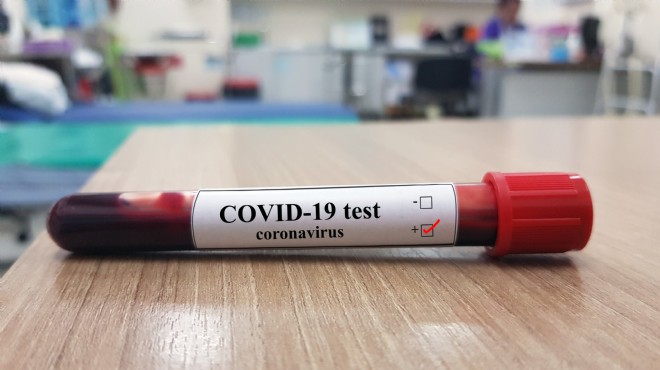 COVID-19 test
coronavirus
-
+